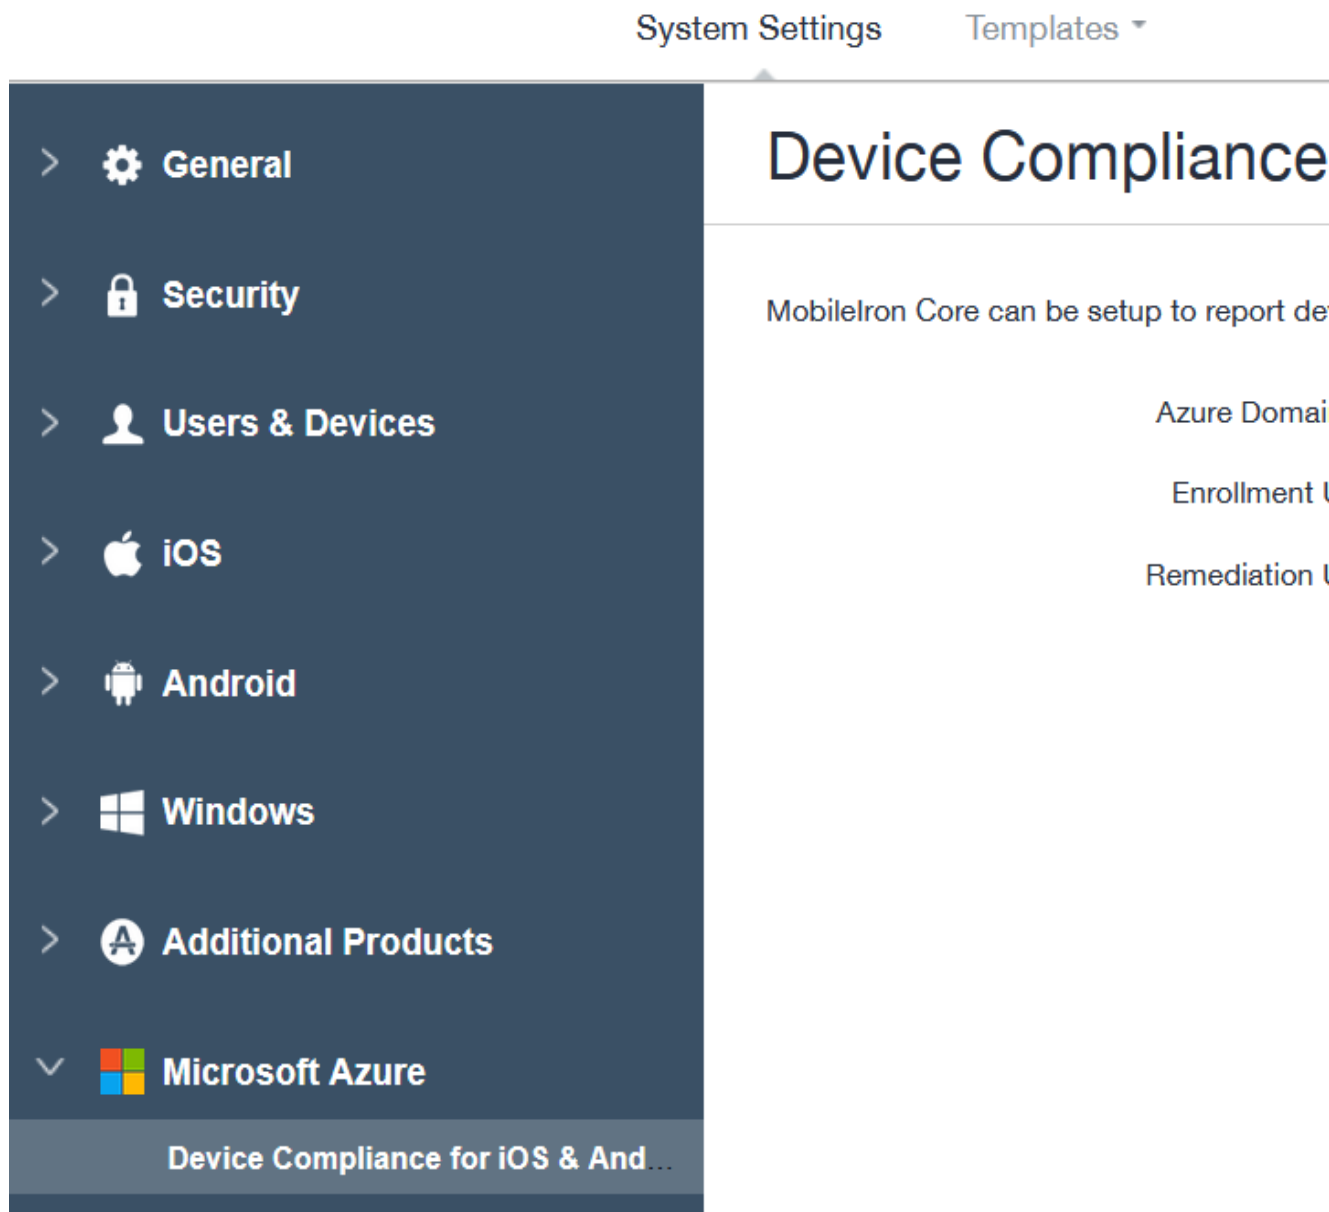 System Settings Templates
General
Security
Users & Devices
iOS
Android
Windows
Additional Products
Microsoft Azure
Device Compliance for iOS & And...
Device Compliance
MobileIron Core can be setup to report
Azure
Enrollment
Remediation